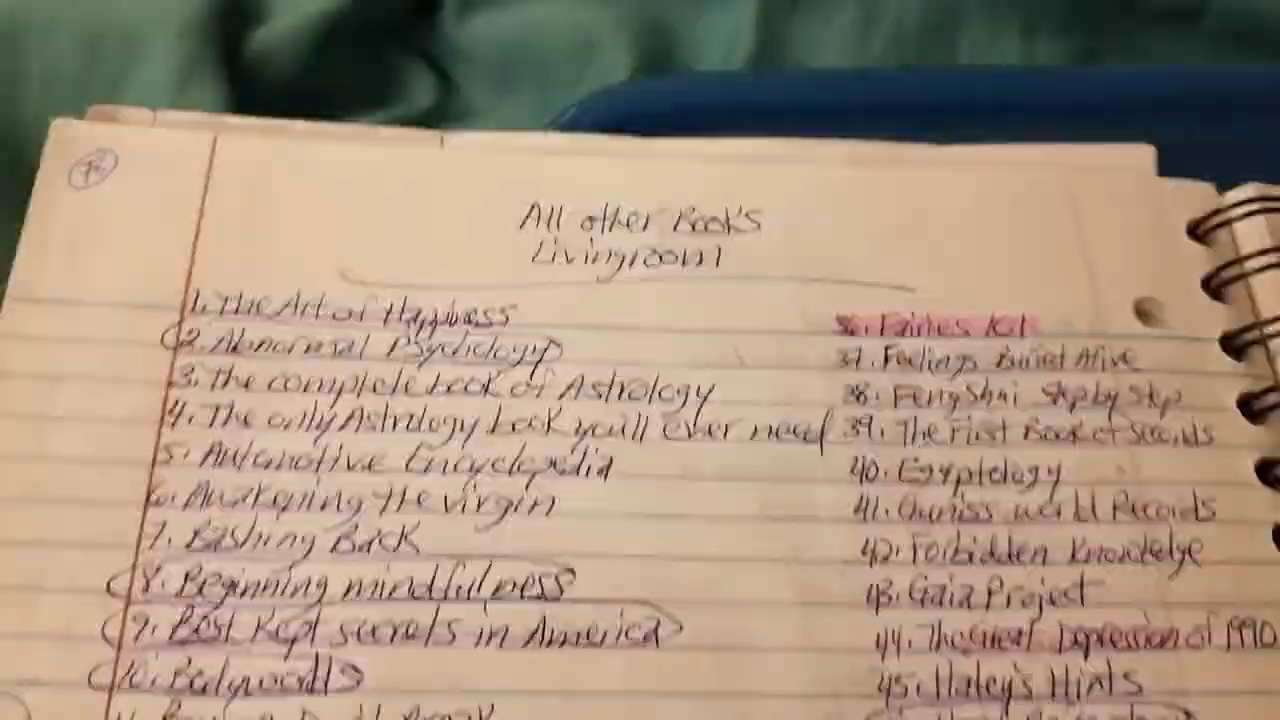 All other Book's
Livingroom
1. The Art of Happiness
2. Abnormal Psychology
3. The complete book of Astrology
4. The only Astrology book you'll ever need
5. Automotive Encyclopedia
6. Awakening the virgin
7. Bashing Back
8. Beginning mindfulness
9. Best Kept secrets in America
10. Bodyworlds
36. Fairies Kit
37. Feelings Buried Alive
38. Feng Shui Step by Step
39. The First Book of Seconds
40. Egyptology
41. Guniss world Records
42. Forbidden Knowledge
43. Gaia Project
44. The Great Depression of 1990
45. Haley's Hints